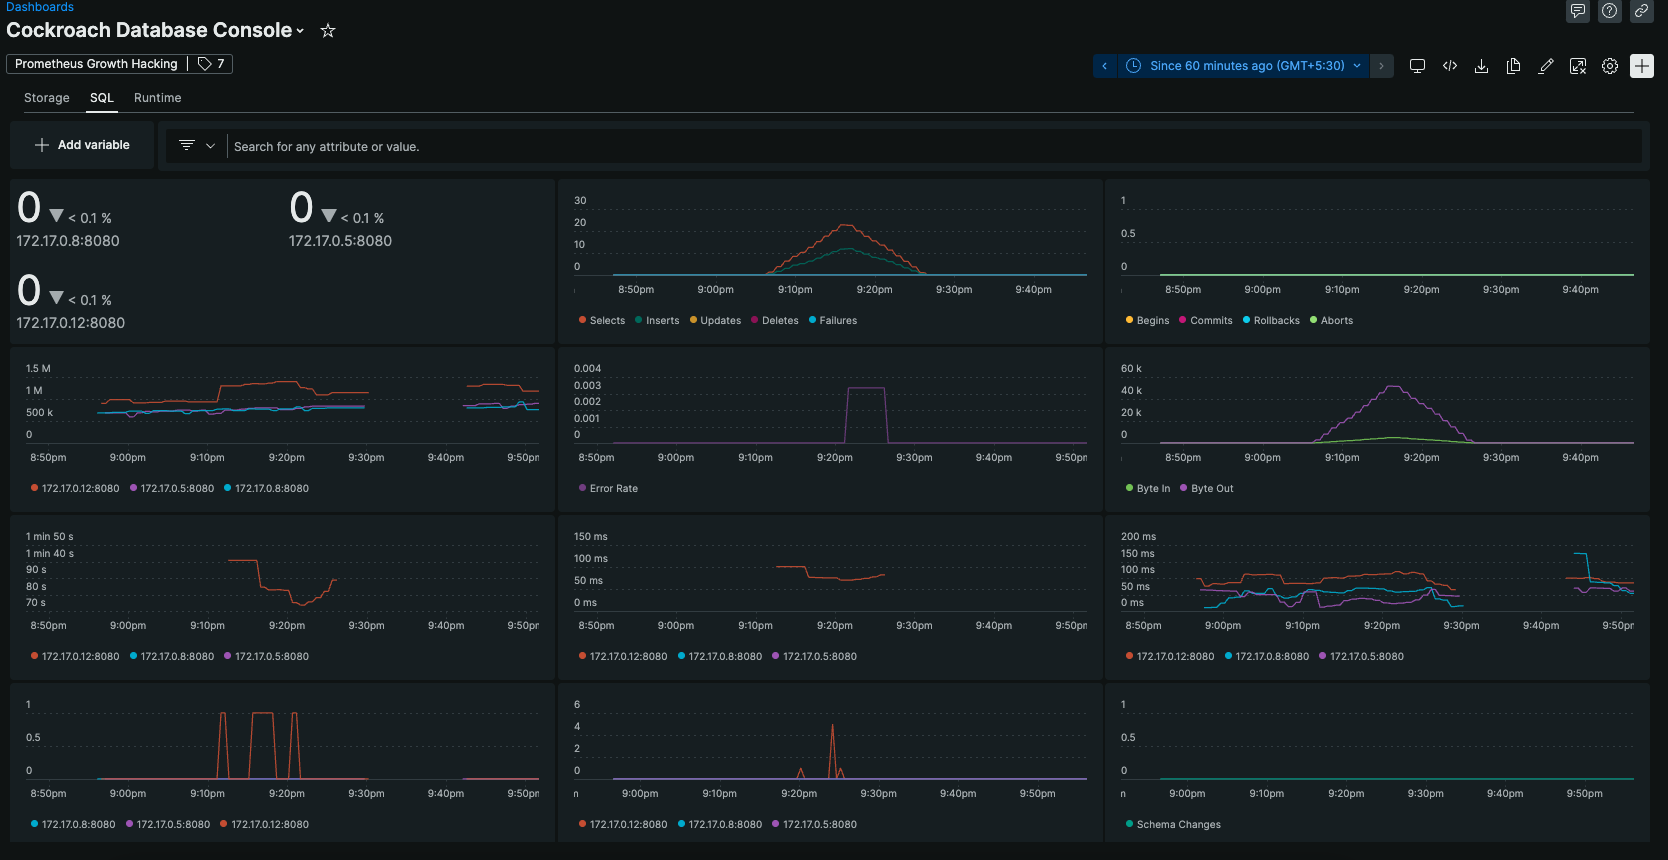 Dashboards
Cockroach Database Console
Prometheus Growth Hacking 7
Since 60 minutes ago (GMT+5:30)
Storage SQL Runtime
Add variable
Search for any attribute or value.
0 < 0.1 %
172.17.0.8:8080
0 < 0.1 %
172.17.0.5:8080
0 < 0.1 %
172.17.0.12:8080
30
20
10
0
8:50pm 9:00pm 9:10pm 9:20pm 9:30pm 9:40pm
Selects Inserts Updates Deletes Failures
1
0.5
0
8:50pm 9:00pm 9:10pm 9:20pm 9:30pm 9:40pm
Begins Commits Rollbacks Aborts
1.5 M
1 M
500 k
0
8:50pm 9:00pm 9:10pm 9:20pm 9:30pm 9:40pm 9:50pm
172.17.0.12:8080 172.17.0.5:8080 172.17.0.8:8080
0.004
0.003
0.002
0.001
0
8:50pm 9:00pm 9:10pm 9:20pm 9:30pm 9:40pm 9:50pm
Error Rate
60 k
40 k
20 k
0
8:50pm 9:00pm 9:10pm 9:20pm 9:30pm 9:40pm
Byte In Byte Out
1 min 50 s
1 min 40 s
90 s
80 s
70 s
8:50pm 9:00pm 9:10pm 9:20pm 9:30pm 9:40pm 9:50pm
172.17.0.12:8080 172.17.0.8:8080 172.17.0.5:8080
150 ms
100 ms
50 ms
0 ms
8:50pm 9:00pm 9:10pm 9:20pm 9:30pm 9:40pm 9:50pm
172.17.0.12:8080 172.17.0.8:8080 172.17.0.5:8080
200 ms
150 ms
100 ms
50 ms
0 ms
8:50pm 9:00pm 9:10pm 9:20pm 9:30pm 9:40pm 9:50pm
172.17.0.12:8080 172.17.0.8:8080 172.17.0.5:8080
1
0.5
0
8:50pm 9:00pm 9:10pm 9:20pm 9:30pm 9:40pm 9:50pm
172.17.0.8:8080 172.17.0.5:8080 172.17.0.12:8080
6
4
2
0
n 9:00pm 9:10pm 9:20pm 9:30pm 9:40pm 9:50pm
172.17.0.12:8080 172.17.0.8:8080 172.17.0.5:8080
1
0.5
0
n 9:00pm 9:10pm 9:20pm 9:30pm 9:40pm 9:50pm
Schema Changes